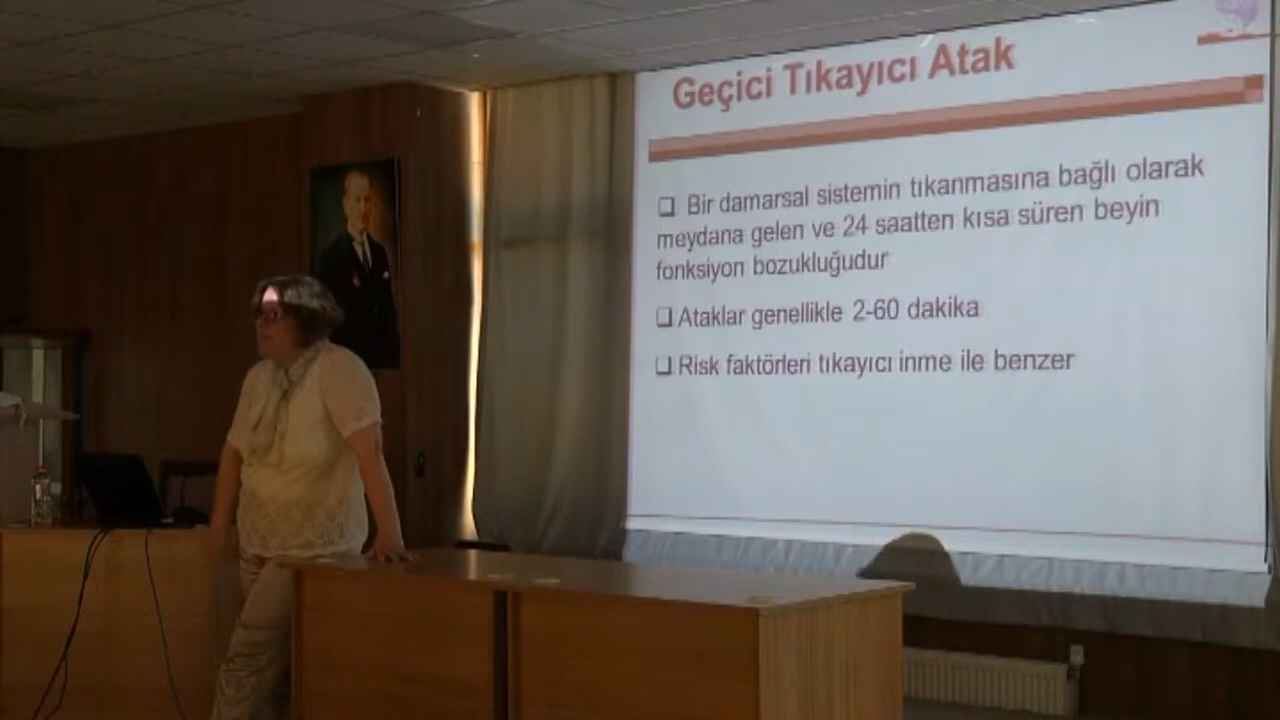 Geçici Tıkayıcı Atak
❑ Bir damarsal sistemin tıkanmasına bağlı olarak
meydana gelen ve 24 saatten kısa süren beyin
fonksiyon bozukluğudur
❑ Ataklar genellikle 2-60 dakika
❑ Risk faktörleri tıkayıcı inme ile benzer